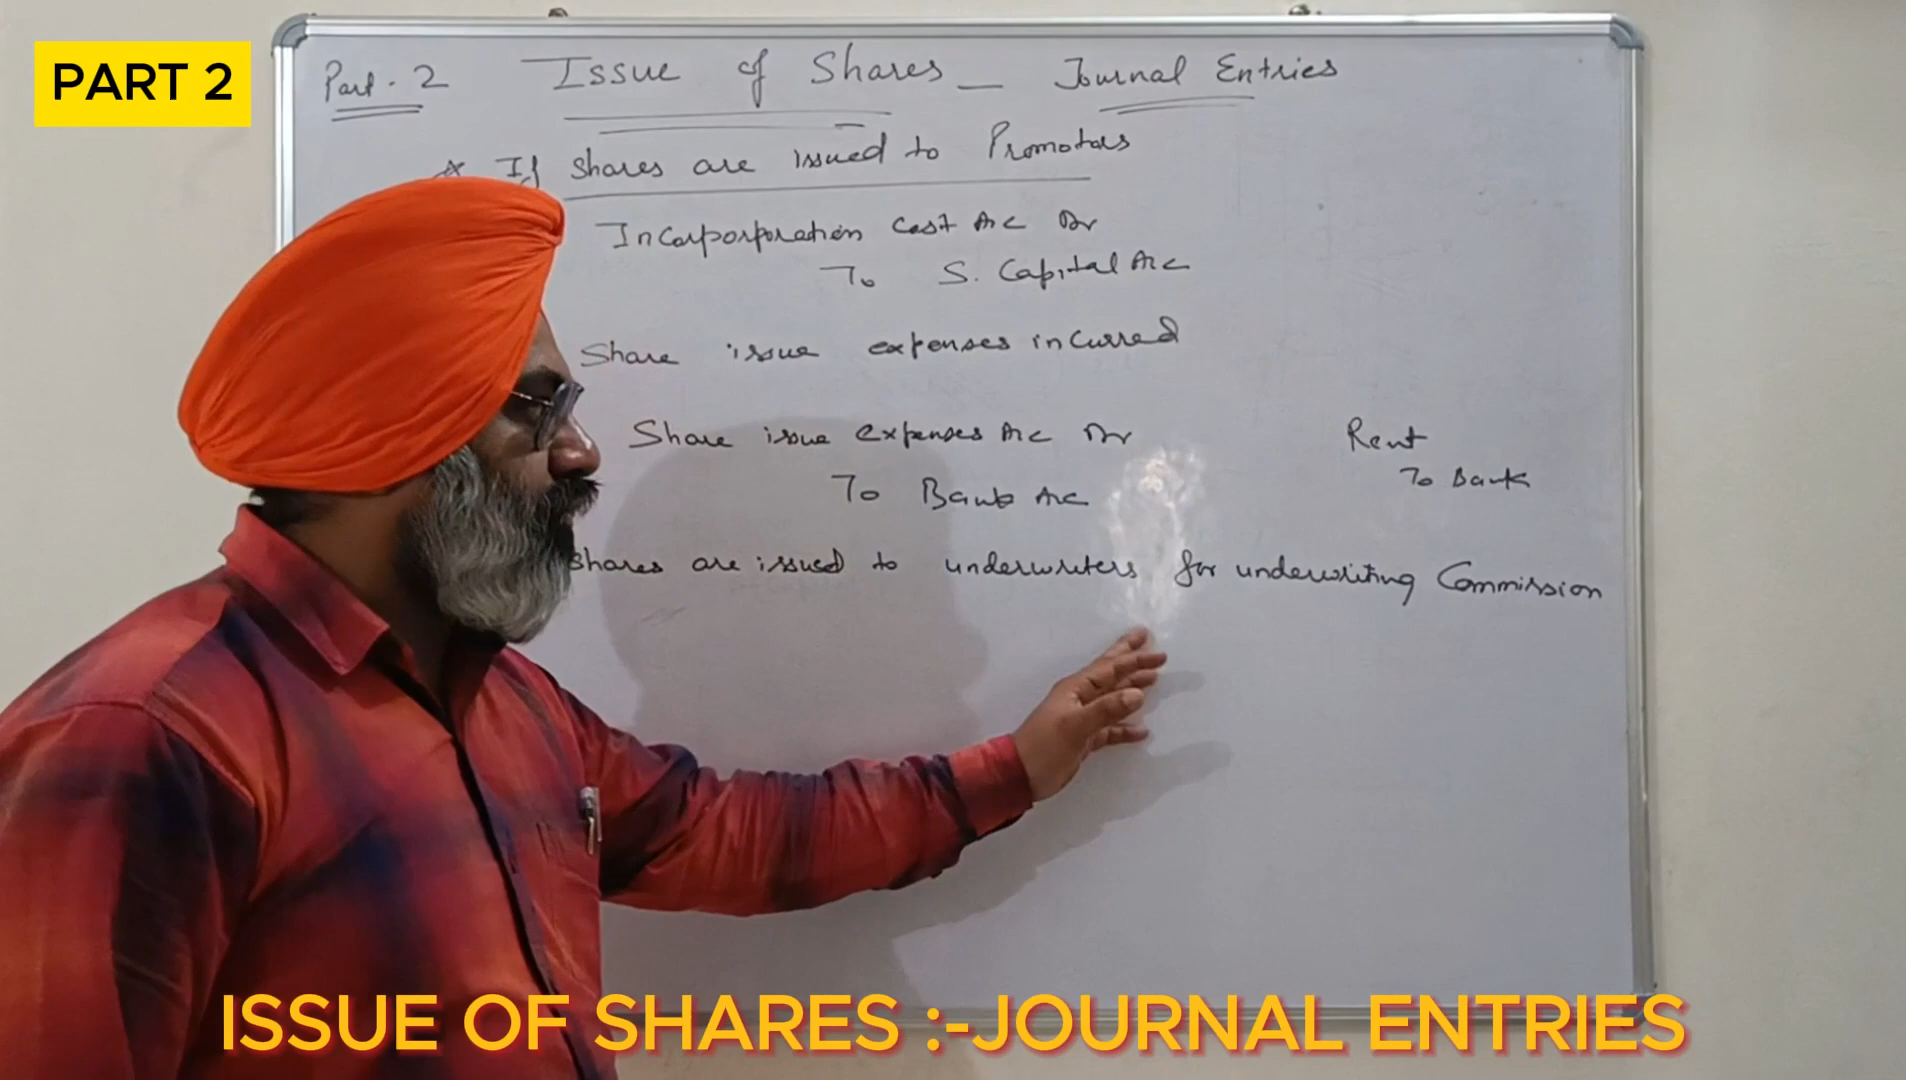 PART 2
Part. 2 Issue of Shares - Journal Entries
* If shares are issued to Promotors
Incorporporation Cost A/c Dr
To S. Capital A/c
Share issue expenses incurred
Share issue expenses A/c Dr
Rent
To Bank A/c
To Bank
Shares are issued to underwriters for underwriting Commission
ISSUE OF SHARES :-JOURNAL ENTRIES